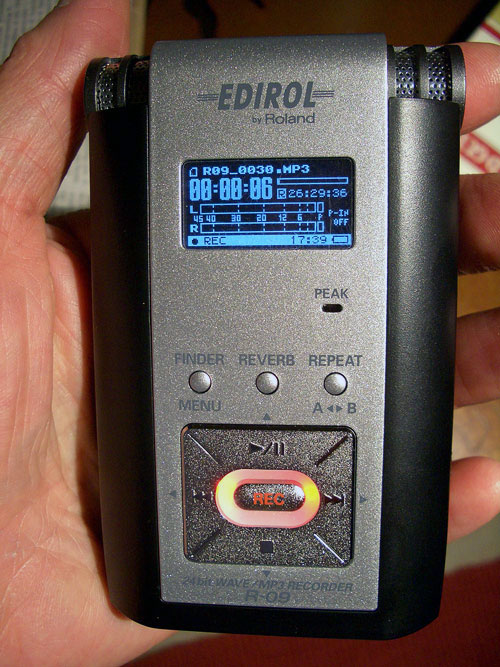 EDIROL
by Roland
R09_0030.MP3
00:00:06
R 26:29:36
L
45 40 30 20 12 6 P
R
P-IN
OFF
● REC 17:39
PEAK
FINDER REVERB REPEAT
MENU A ◂▸ B
►/II
REC
24bit WAVE/MP3 RECORDER
R-09